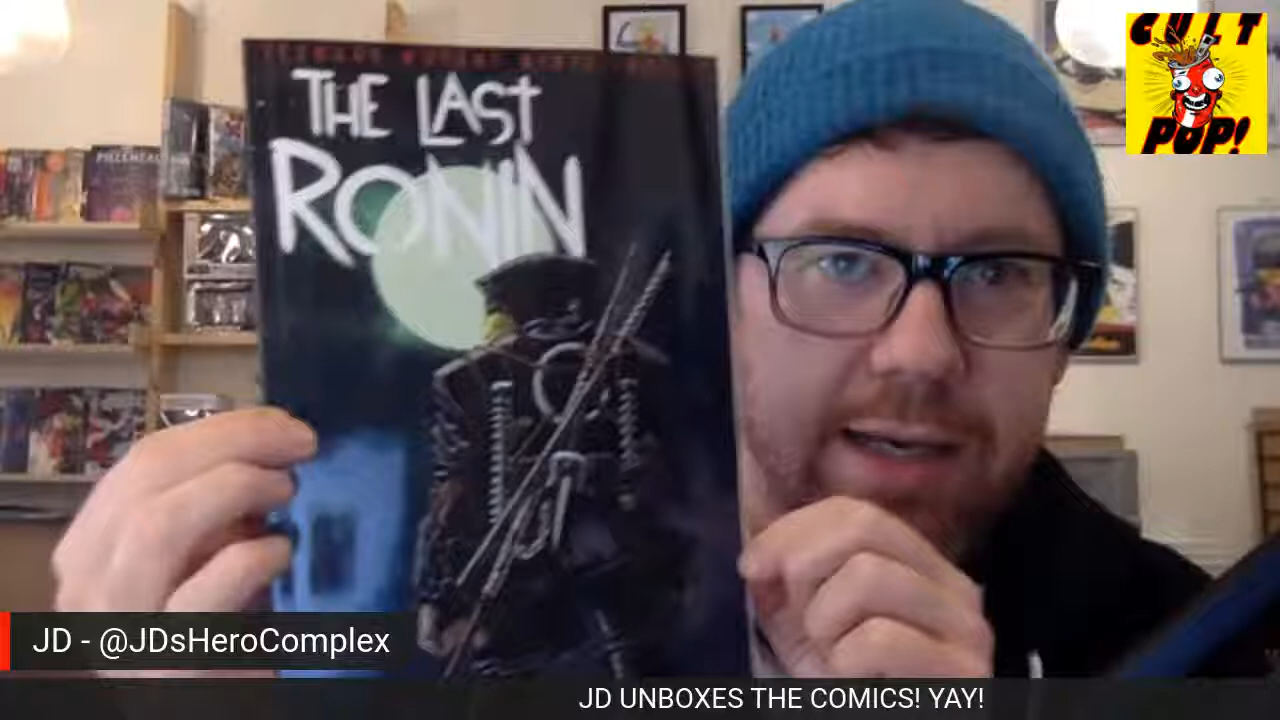 THE LAST
RONIN
CULT
POP!
JD - @JDsHeroComplex
JD UNBOXES THE COMICS! YAY!